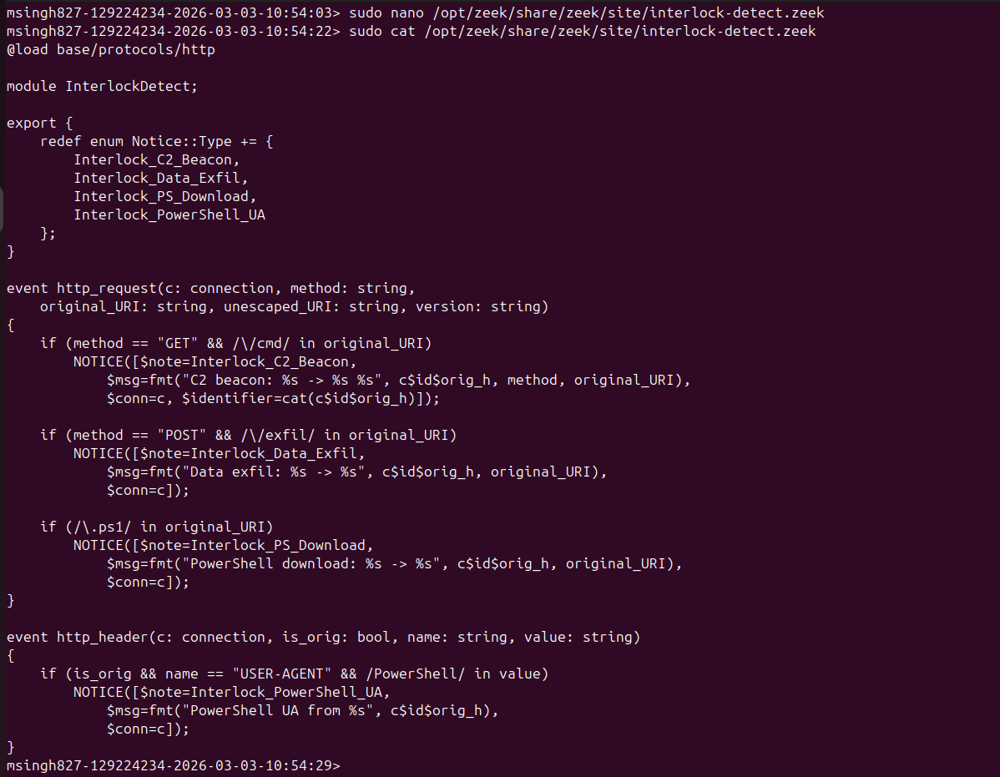 msingh827-129224234-2026-03-03-10:54:03> sudo nano /opt/zeek/share/zeek/site/interlock-detect.zeek
msingh827-129224234-2026-03-03-10:54:22> sudo cat /opt/zeek/share/zeek/site/interlock-detect.zeek
@load base/protocols/http

module InterlockDetect;

export {
    redef enum Notice::Type += {
        Interlock_C2_Beacon,
        Interlock_Data_Exfil,
        Interlock_PS_Download,
        Interlock_PowerShell_UA
    };
}

event http_request(c: connection, method: string,
    original_URI: string, unescaped_URI: string, version: string)
{
    if (method == "GET" && /\/cmd/ in original_URI)
        NOTICE([$note=Interlock_C2_Beacon,
            $msg=fmt("C2 beacon: %s -> %s %s", c$id$orig_h, method, original_URI),
            $conn=c, $identifier=cat(c$id$orig_h)]);

    if (method == "POST" && /\/exfil/ in original_URI)
        NOTICE([$note=Interlock_Data_Exfil,
            $msg=fmt("Data exfil: %s -> %s", c$id$orig_h, original_URI),
            $conn=c]);

    if (/\.ps1/ in original_URI)
        NOTICE([$note=Interlock_PS_Download,
            $msg=fmt("PowerShell download: %s -> %s", c$id$orig_h, original_URI),
            $conn=c]);
}

event http_header(c: connection, is_orig: bool, name: string, value: string)
{
    if (is_orig && name == "USER-AGENT" && /PowerShell/ in value)
        NOTICE([$note=Interlock_PowerShell_UA,
            $msg=fmt("PowerShell UA from %s", c$id$orig_h),
            $conn=c]);
}
msingh827-129224234-2026-03-03-10:54:29>